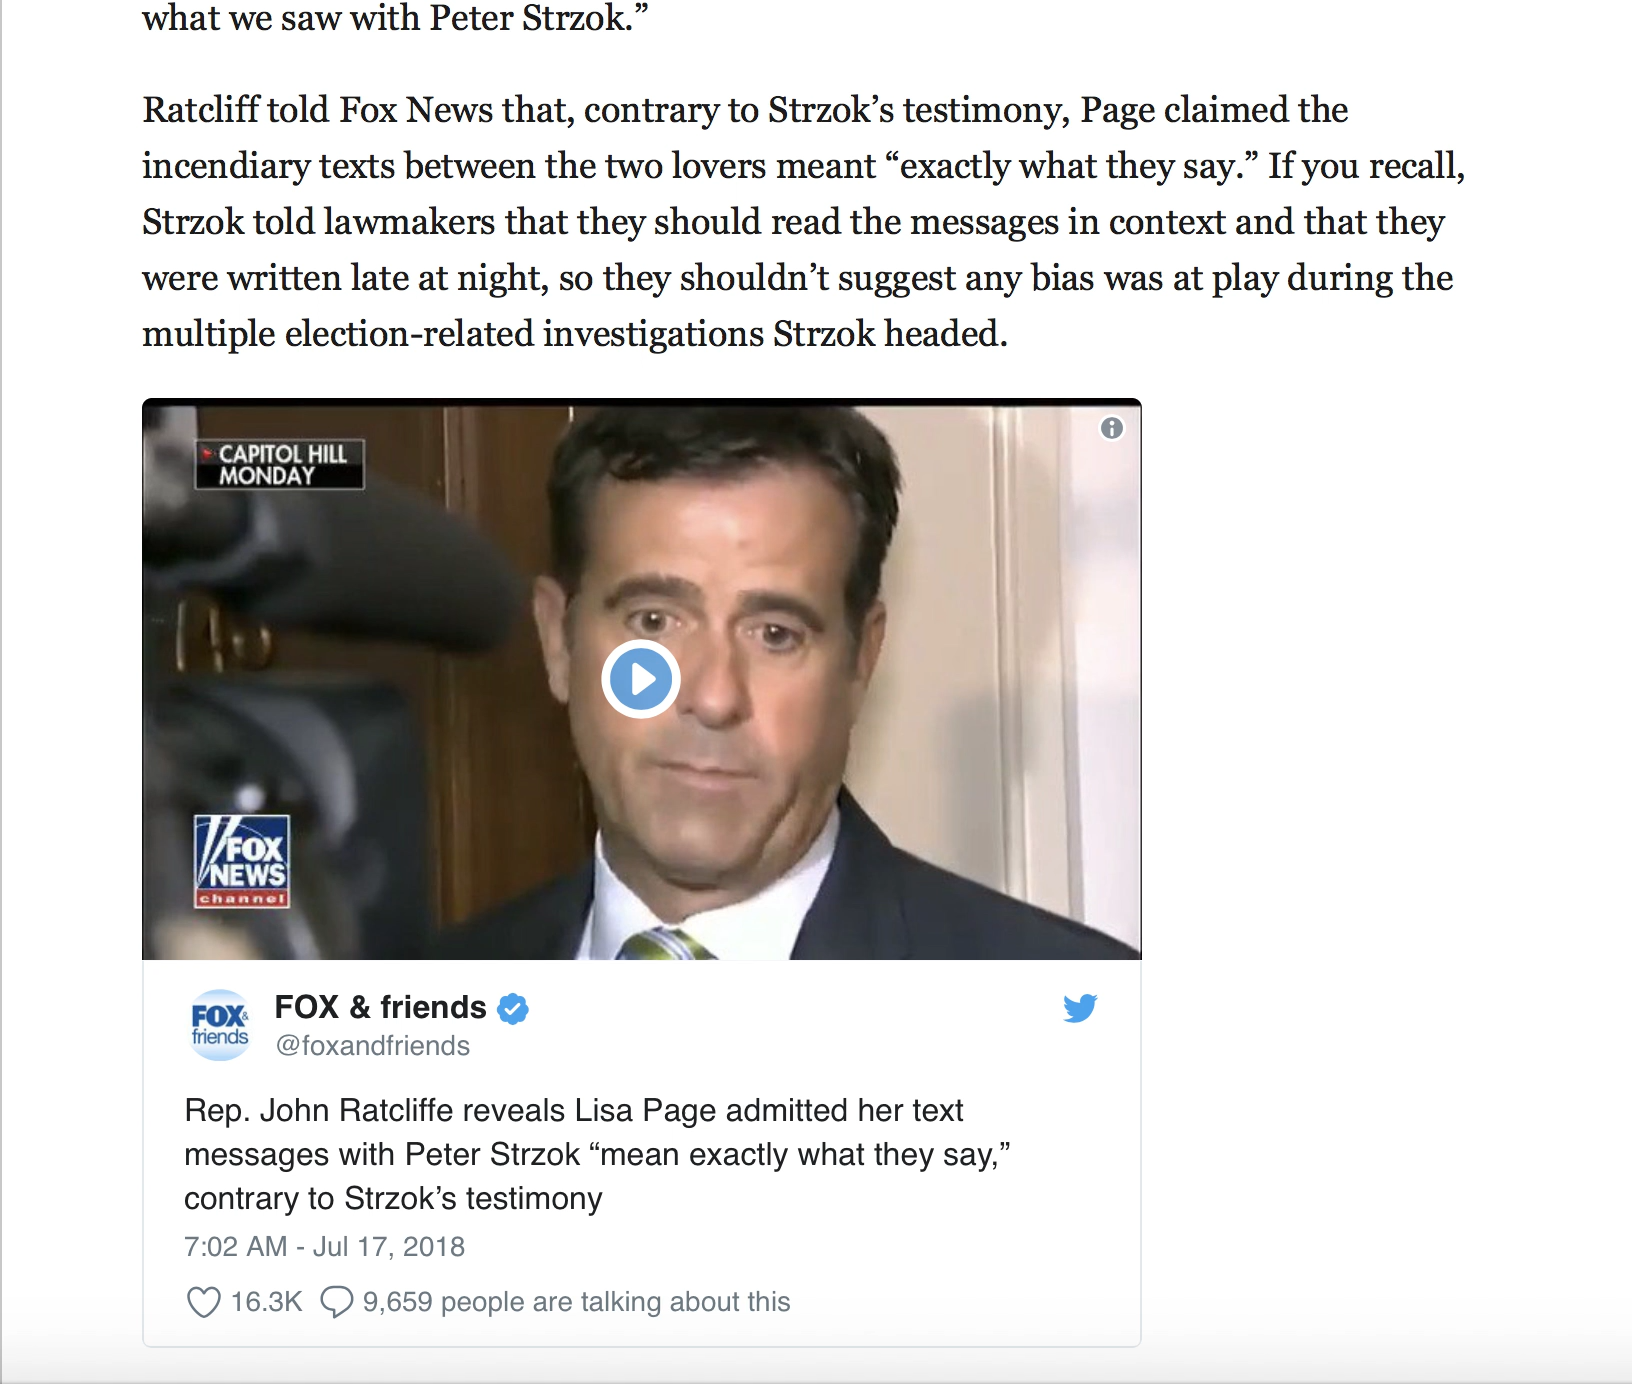 what we saw with Peter Strzok.”
Ratcliff told Fox News that, contrary to Strzok’s testimony, Page claimed the
incendiary texts between the two lovers meant “exactly what they say.” If you recall,
Strzok told lawmakers that they should read the messages in context and that they
were written late at night, so they shouldn’t suggest any bias was at play during the
multiple election-related investigations Strzok headed.
CAPITOL HILL
MONDAY
FOX
NEWS
channel
FOX&
friends
FOX & friends
@foxandfriends
Rep. John Ratcliffe reveals Lisa Page admitted her text
messages with Peter Strzok “mean exactly what they say,”
contrary to Strzok’s testimony
7:02 AM - Jul 17, 2018
16.3K 9,659 people are talking about this